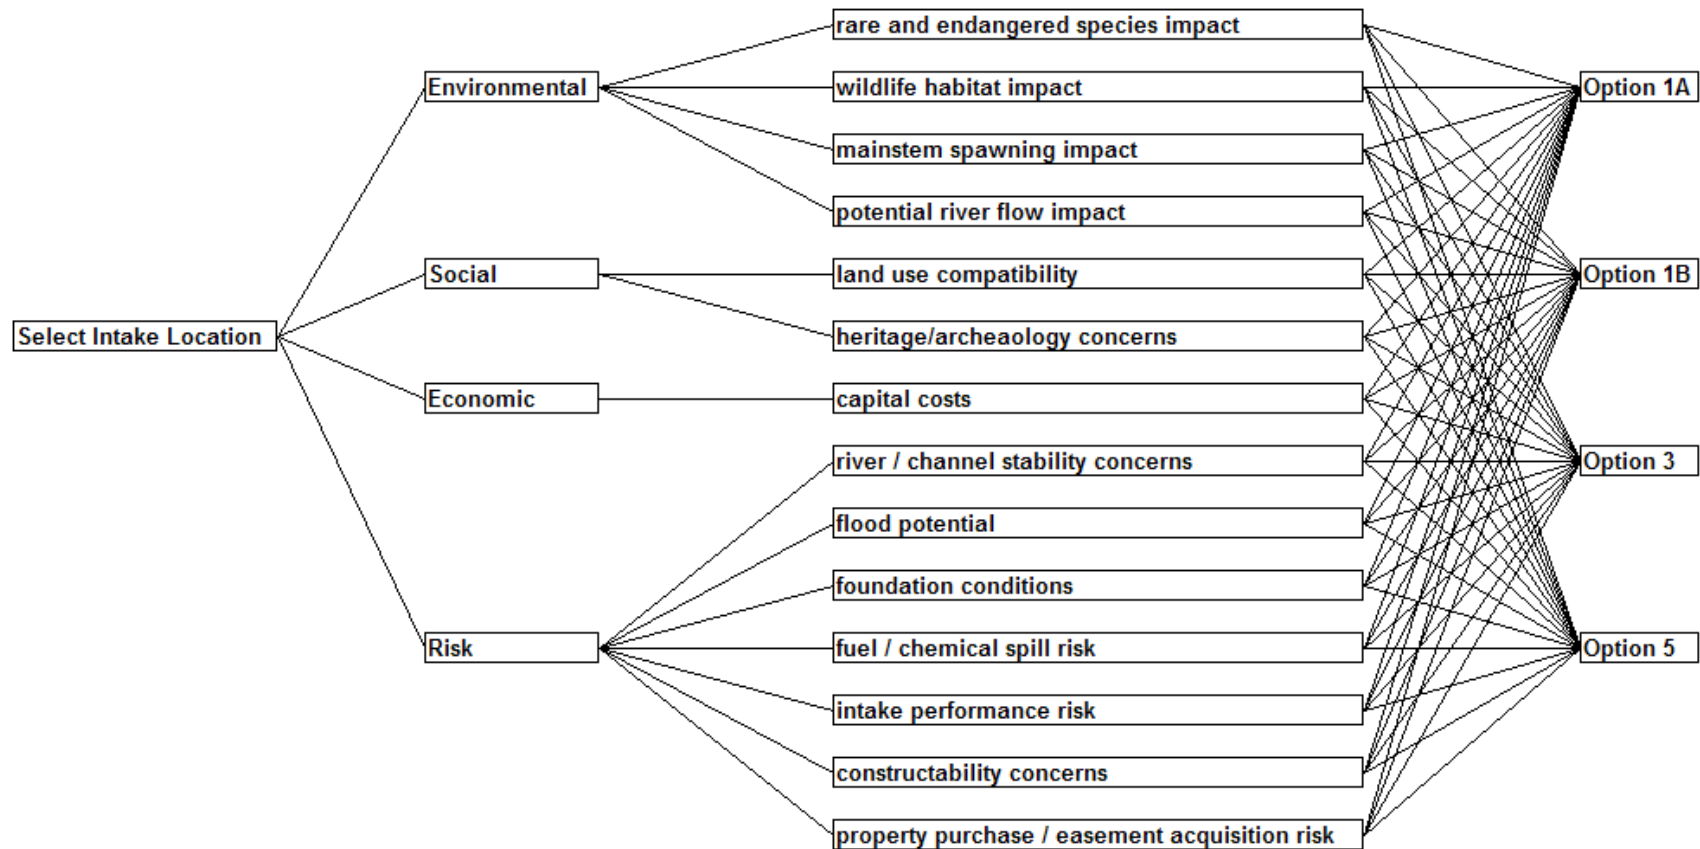 Select Intake Location
Environmental
Social
Economic
Risk
rare and endangered species impact
wildlife habitat impact
mainstem spawning impact
potential river flow impact
land use compatibility
heritage/archeaology concerns
capital costs
river / channel stability concerns
flood potential
foundation conditions
fuel / chemical spill risk
intake performance risk
constructability concerns
property purchase / easement acquisition risk
Option 1A
Option 1B
Option 3
Option 5